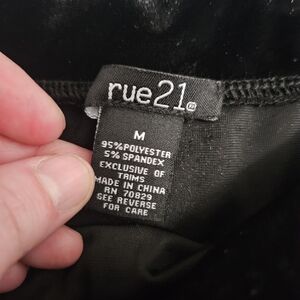 rue21
M
95%POLYESTER
5% SPANDEX
EXCLUSIVE OF
TRIMS
MADE IN CHINA
RN 70829
SEE REVERSE
FOR CARE